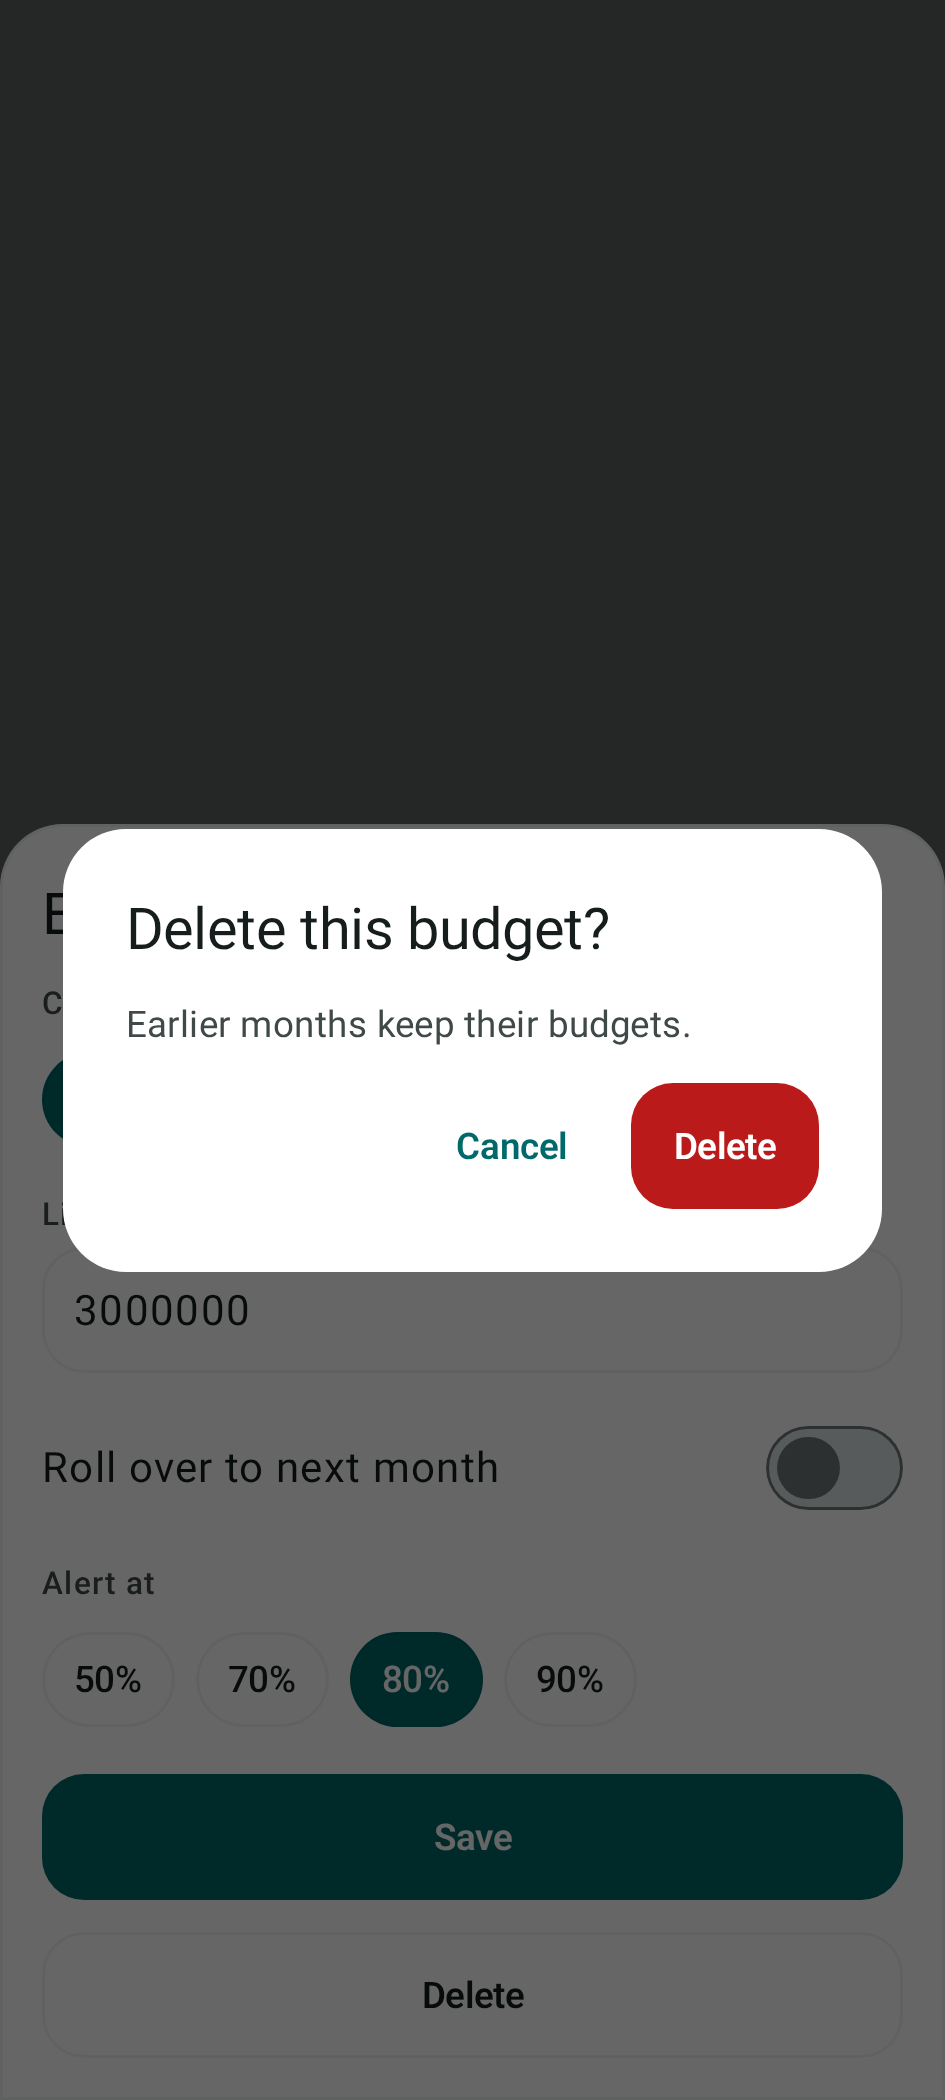 Delete this budget?
Earlier months keep their budgets.
Cancel Delete
3000000
Roll over to next month
Alert at
50% 70% 80% 90%
Save
Delete